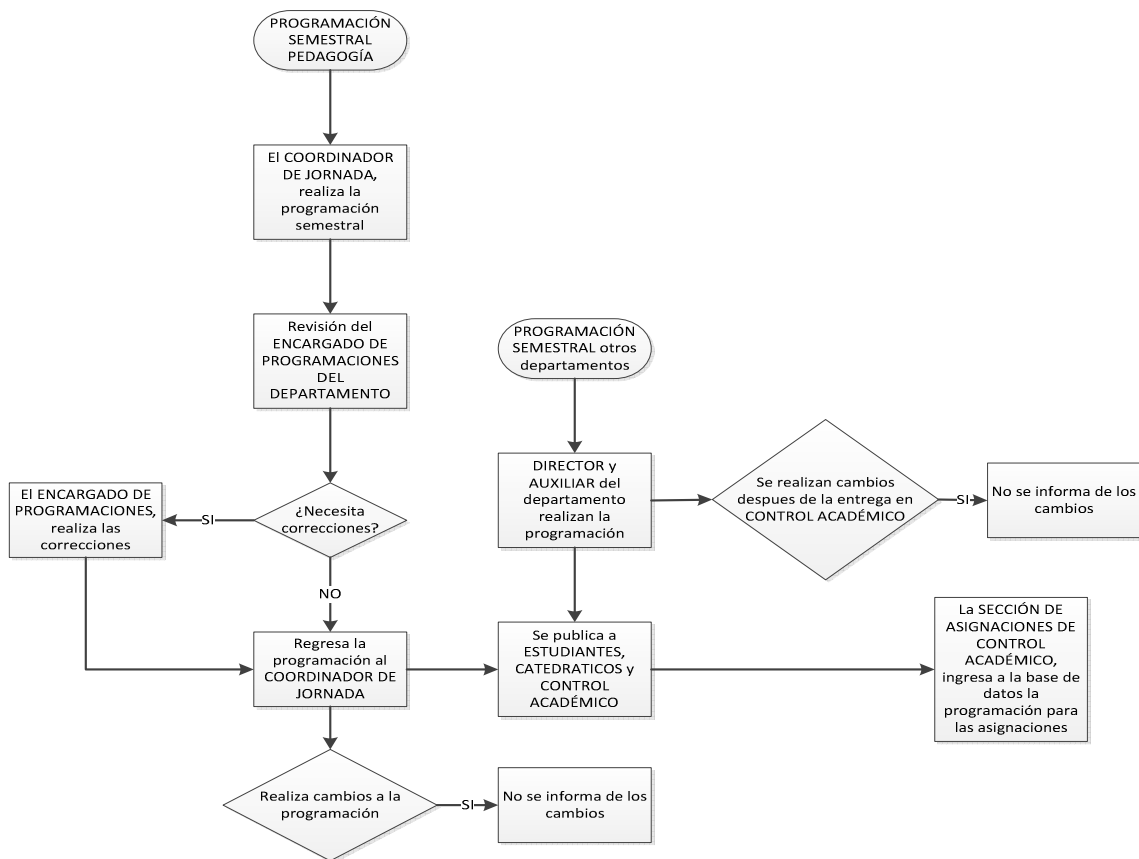 PROGRAMACIÓN
SEMESTRAL
PEDAGOGÍA
El COORDINADOR
DE JORNADA,
realiza la
programación
semestral
Revisión del
ENCARGADO DE
PROGRAMACIONES
DEL
DEPARTAMENTO
PROGRAMACIÓN
SEMESTRAL otros
departamentos
El ENCARGADO DE
PROGRAMACIONES,
realiza las
correcciones
SI
¿Necesita
correcciones?
DIRECTOR y
AUXILIAR del
departamento
realizan la
programación
Se realizan cambios
despues de la entrega en
CONTROL ACADÉMICO
SI
No se informa de los
cambios
NO
Regresa la
programación al
COORDINADOR DE
JORNADA
Se publica a
ESTUDIANTES,
CATEDRATICOS y
CONTROL
ACADÉMICO
La SECCIÓN DE
ASIGNACIONES DE
CONTROL
ACADÉMICO,
ingresa a la base de
datos la
programación para
las asignaciones
Realiza cambios a la
programación
SI
No se informa de los
cambios